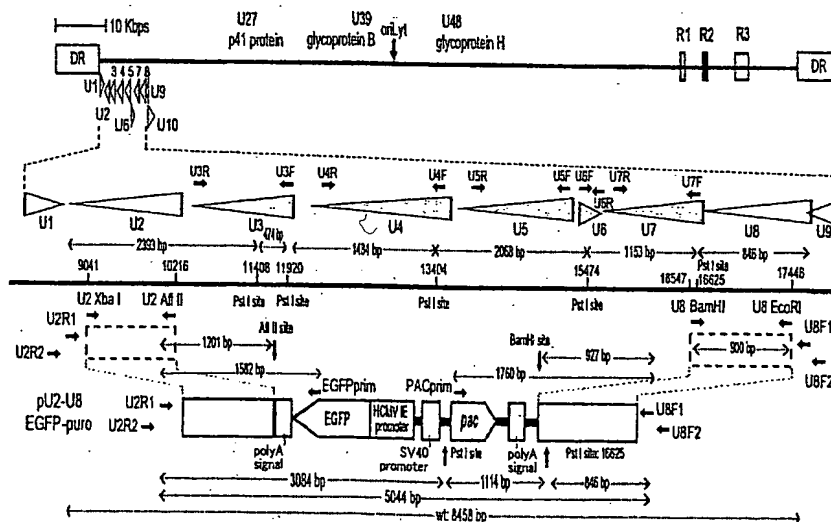 10 Kbps
U27
p41 protein
U39
glycoprotein B
oriLyt
U48
glycoprotein H
R1 R2 R3
DR
DR
U1 3 4 5 7 8 U9
U2 U6 U10
U3R U3F U4R U4F U5R U5F U6F U7R U7F
U6R
U1 U2 U3 U4 U5 U6 U7 U8 U9
2393 bp 474 bp 1434 bp 2068 bp 1153 bp 846 bp
9041 10216 11408 11920 13404 15474 18547 Pst I site 16625 17448
U2 Xba I U2 Afl II Pst I site Pst I site Pst I site Pst I site U8 BamHI U8 EcoRI
U2R1
U2R2
Afl II site
BamHI site
U8F1
U8F2
1201 bp
927 bp
900 bp
1582 bp
1760 bp
EGFPprim PACprim
pU2-U8
EGFP-puro
U2R1
U2R2
EGFP
HCMV IE
promoter
pac
U8F1
U8F2
polyA
signal
SV40
promoter
Pst I site
polyA
signal
Pst I site: 16625
3084 bp 1114 bp 846 bp
5044 bp
wt: 8458 bp